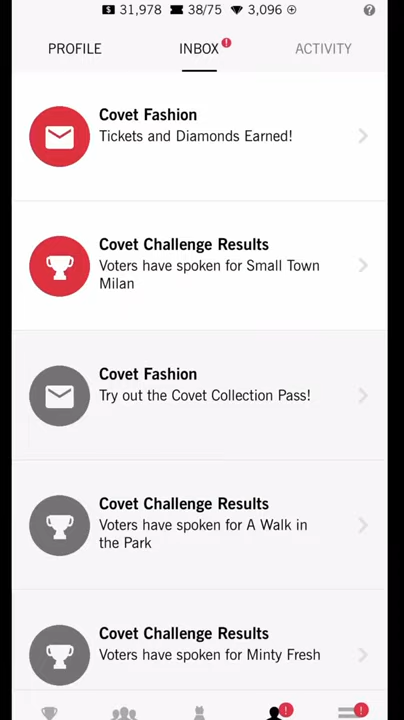 $ 31,978 38/75 3,096 ?
PROFILE INBOX ! ACTIVITY
Covet Fashion
Tickets and Diamonds Earned!
Covet Challenge Results
Voters have spoken for Small Town
Milan
Covet Fashion
Try out the Covet Collection Pass!
Covet Challenge Results
Voters have spoken for A Walk in
the Park
Covet Challenge Results
Voters have spoken for Minty Fresh
! !